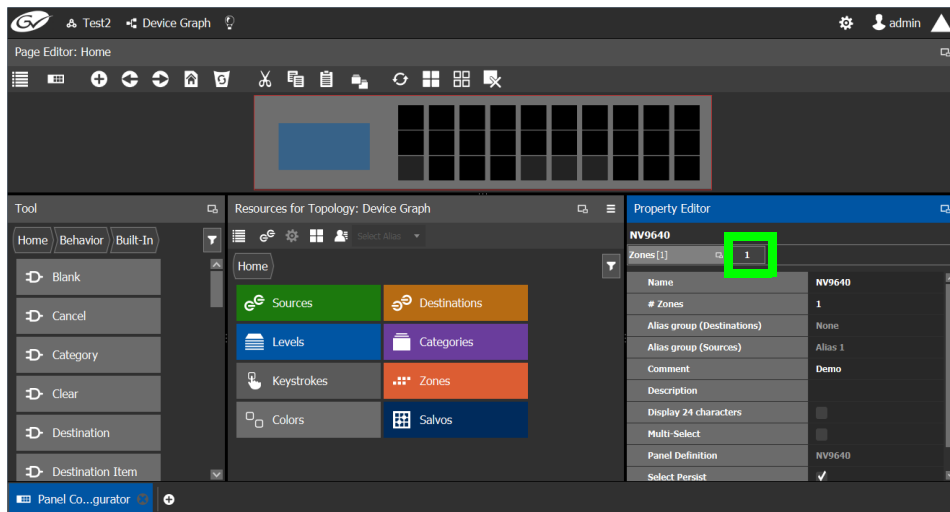 GV Test2 Device Graph admin
Page Editor: Home
Tool
Home Behavior Built-In
Blank
Cancel
Category
Clear
Destination
Destination Item
Resources for Topology: Device Graph
Select Alias
Home
Sources Destinations
Levels Categories
Keystrokes Zones
Colors Salvos
Property Editor
NV9640
Zones [1] 1
Name NV9640
# Zones 1
Alias group (Destinations) None
Alias group (Sources) Alias 1
Comment Demo
Description
Display 24 characters
Multi-Select
Panel Definition NV9640
Select Persist
Panel Co...gurator